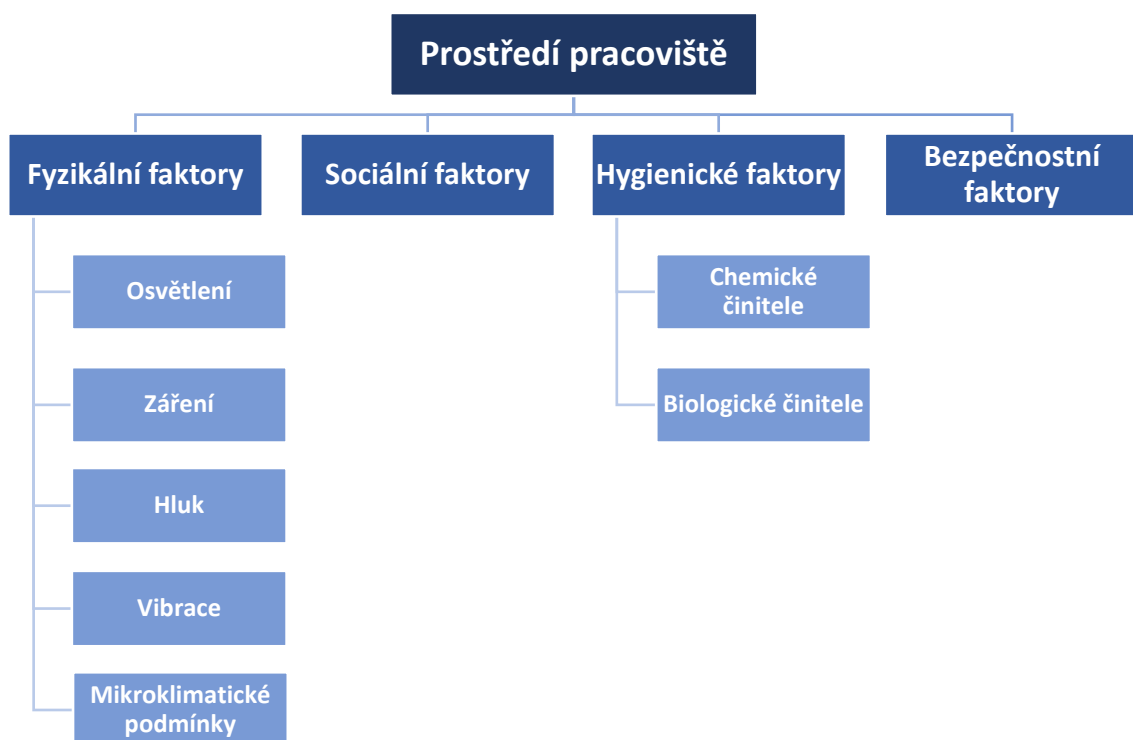 Prostředí pracoviště
Fyzikální faktory
Sociální faktory
Hygienické faktory
Bezpečnostní
faktory
Osvětlení
Záření
Hluk
Vibrace
Mikroklimatické
podmínky
Chemické
činitele
Biologické činitele